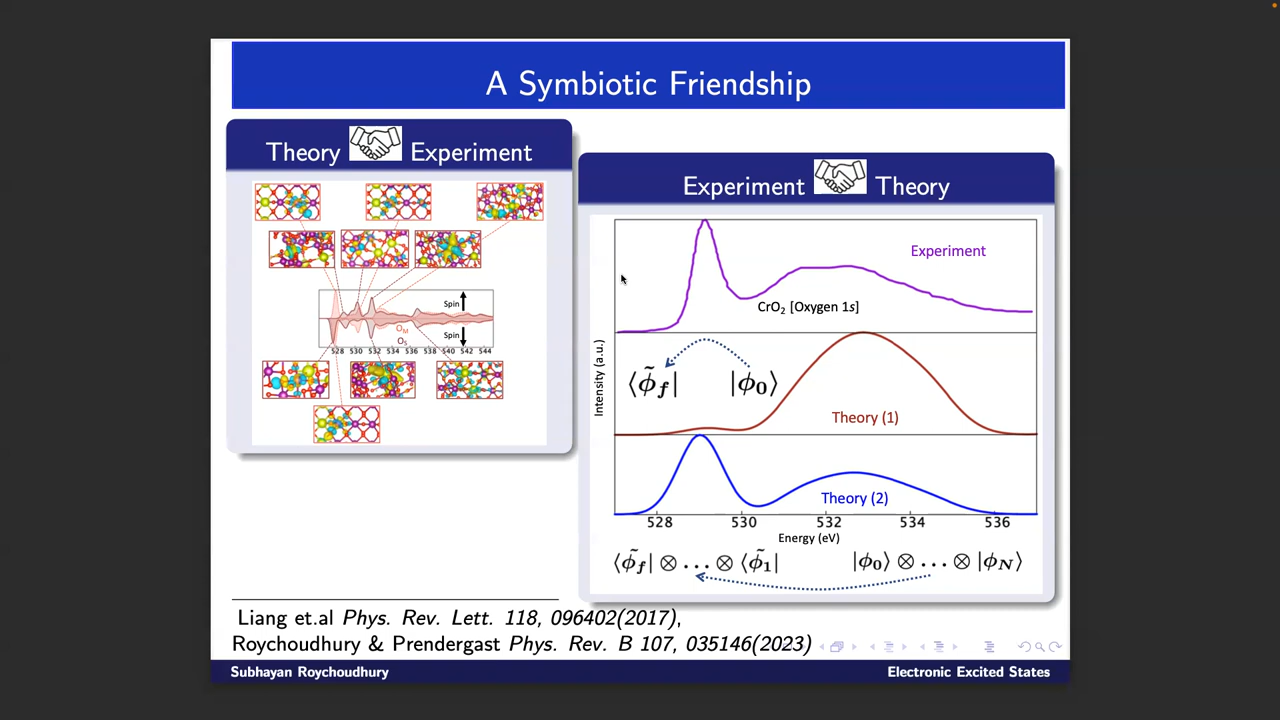 A Symbiotic Friendship
Theory Experiment
Spin
O_M
O_S
Spin
528 530 532 534 536 538 540 542 544
Experiment Theory
Experiment
CrO₂ [Oxygen 1s]
⟨ϕ̃_f| |ϕ₀⟩
Theory (1)
Theory (2)
Intensity (a.u.)
528 530 532 534 536
Energy (eV)
⟨ϕ̃_f| ⊗ … ⊗ ⟨ϕ̃₁| |ϕ₀⟩ ⊗ … ⊗ |ϕ_N⟩
Liang et.al Phys. Rev. Lett. 118, 096402(2017),
Roychoudhury & Prendergast Phys. Rev. B 107, 035146(2023)
Subhayan Roychoudhury Electronic Excited States